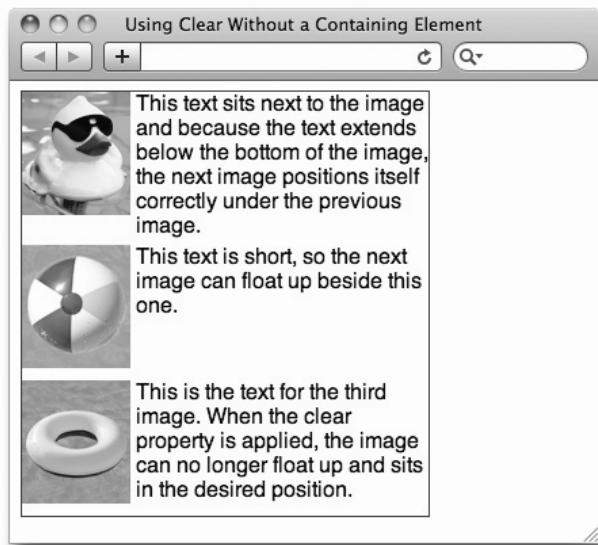 Using Clear Without a Containing Element
This text sits next to the image
and because the text extends
below the bottom of the image,
the next image positions itself
correctly under the previous
image.
This text is short, so the next
image can float up beside this
one.
This is the text for the third
image. When the clear
property is applied, the image
can no longer float up and sits
in the desired position.